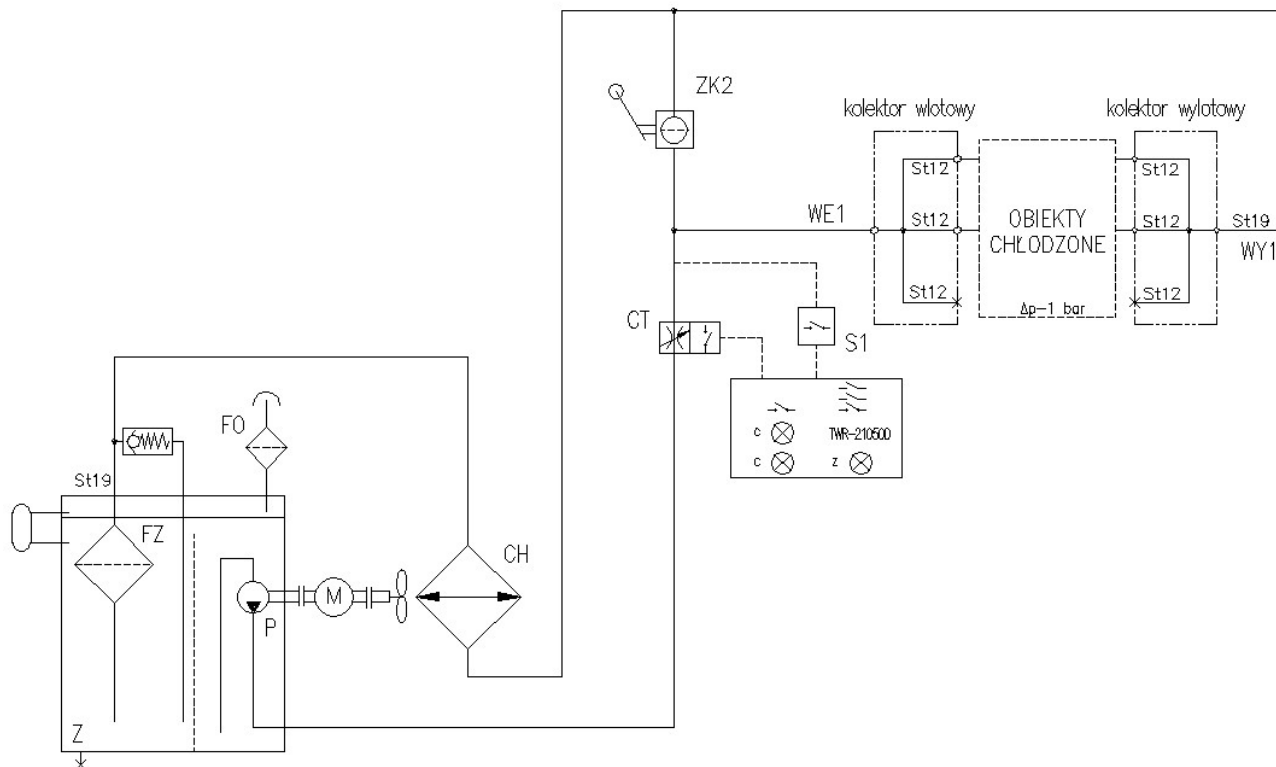 ZK2
kolektor wlotowy
kolektor wylotowy
St12
St12
WE1
St12
OBIEKTY
CHŁODZONE
St12
St19
WY1
St12
St12
Δp-1 bar
CT
S1
FO
c
TWR-2105OD
c
z
St19
FZ
CH
M
P
Z